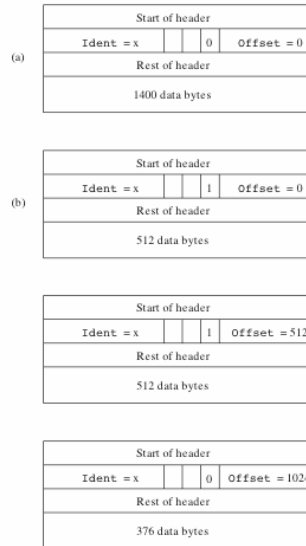 (a)
Start of header
Ident = x 0 Offset = 0
Rest of header
1400 data bytes
(b)
Start of header
Ident = x 1 Offset = 0
Rest of header
512 data bytes
Start of header
Ident = x 1 Offset = 512
Rest of header
512 data bytes
Start of header
Ident = x 0 Offset = 1024
Rest of header
376 data bytes